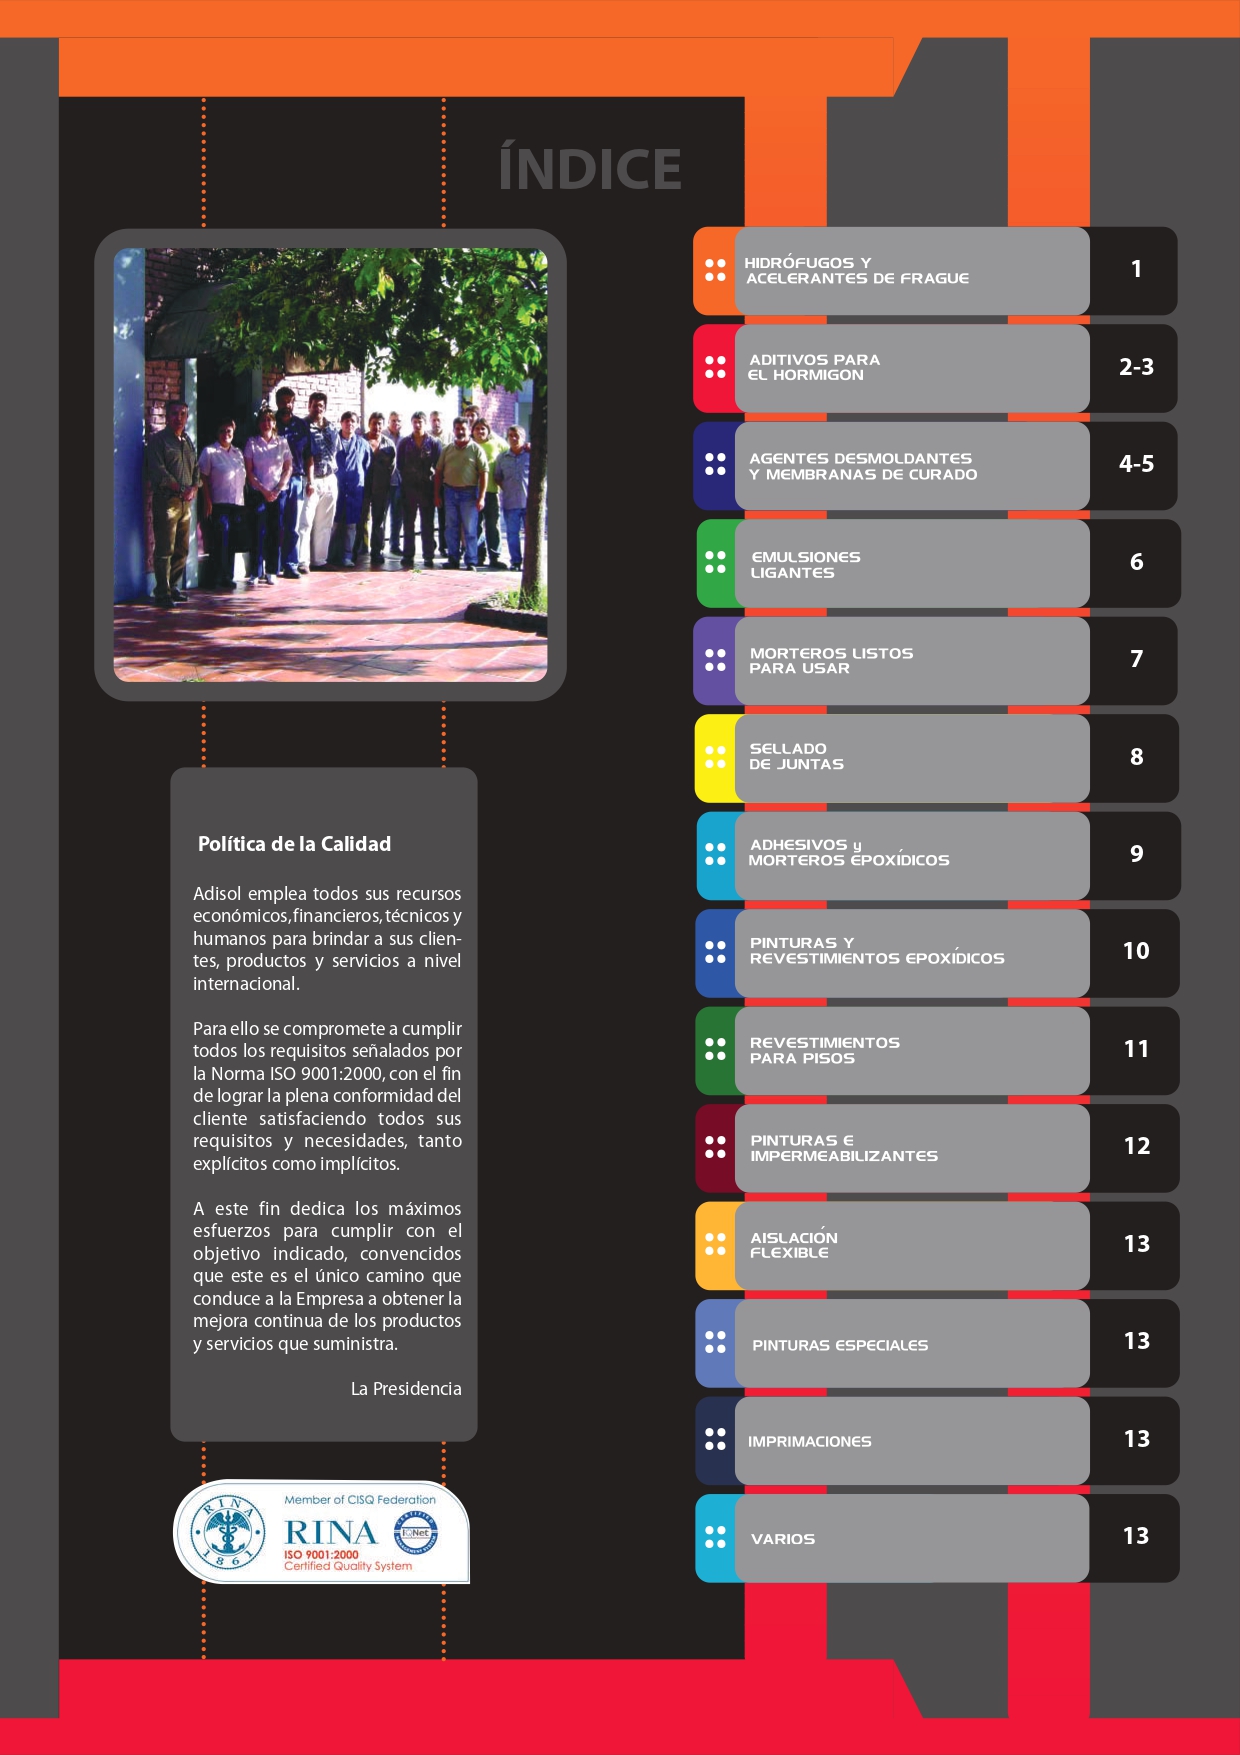 ÍNDICE
HIDRÓFUGOS Y
ACELERANTES DE FRAGUE
1
ADITIVOS PARA
EL HORMIGON
2-3
AGENTES DESMOLDANTES
Y MEMBRANAS DE CURADO
4-5
EMULSIONES
LIGANTES
6
MORTEROS LISTOS
PARA USAR
7
SELLADO
DE JUNTAS
8
ADHESIVOS y
MORTEROS EPOXÍDICOS
9
PINTURAS Y
REVESTIMIENTOS EPOXÍDICOS
10
REVESTIMIENTOS
PARA PISOS
11
PINTURAS E
IMPERMEABILIZANTES
12
AISLACIÓN
FLEXIBLE
13
PINTURAS ESPECIALES
13
IMPRIMACIONES
13
VARIOS
13
Política de la Calidad
Adisol emplea todos sus recursos
económicos, financieros, técnicos y
humanos para brindar a sus clien-
tes, productos y servicios a nivel
internacional.
Para ello se compromete a cumplir
todos los requisitos señalados por
la Norma ISO 9001:2000, con el fin
de lograr la plena conformidad del
cliente satisfaciendo todos sus
requisitos y necesidades, tanto
explícitos como implícitos.
A este fin dedica los máximos
esfuerzos para cumplir con el
objetivo indicado, convencidos
que este es el único camino que
conduce a la Empresa a obtener la
mejora continua de los productos
y servicios que suministra.
La Presidencia
RINA
1861
Member of CISQ Federation
RINA
ISO 9001:2000
Certified Quality System
CERTIFIED
IQNet
MANAGEMENT SYSTEM